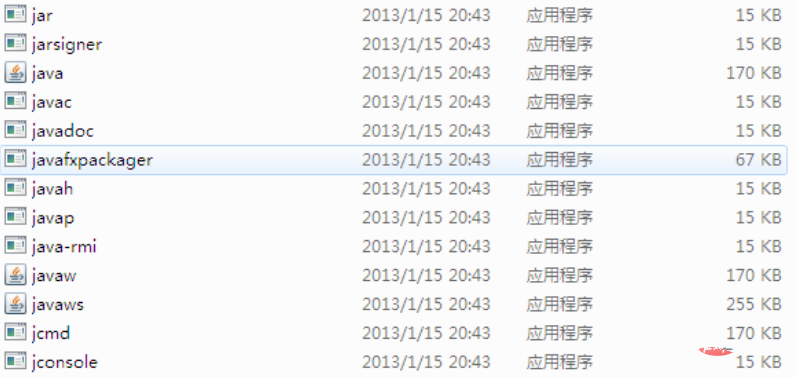 jar 2013/1/15 20:43 应用程序 15 KB
jarsigner 2013/1/15 20:43 应用程序 15 KB
java 2013/1/15 20:43 应用程序 170 KB
javac 2013/1/15 20:43 应用程序 15 KB
javadoc 2013/1/15 20:43 应用程序 15 KB
javafxpackager 2013/1/15 20:43 应用程序 67 KB
javah 2013/1/15 20:43 应用程序 15 KB
javap 2013/1/15 20:43 应用程序 15 KB
java-rmi 2013/1/15 20:43 应用程序 15 KB
javaw 2013/1/15 20:43 应用程序 170 KB
javaws 2013/1/15 20:43 应用程序 255 KB
jcmd 2013/1/15 20:43 应用程序 170 KB
jconsole 2013/1/15 20:43 应用程序 15 KB